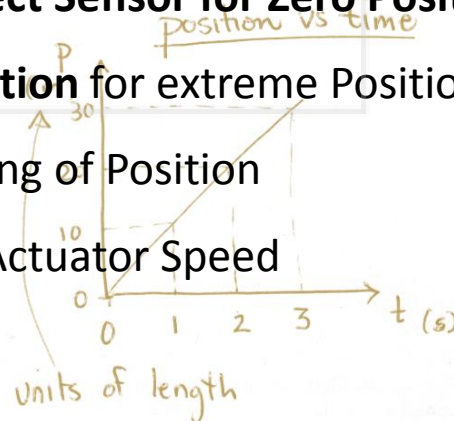 ect Sensor for Zero Posit
position vs time
P
tion for extreme Positio
30
ng of Position
10
Actuator Speed
0
0 1 2 3 t (s)
units of length